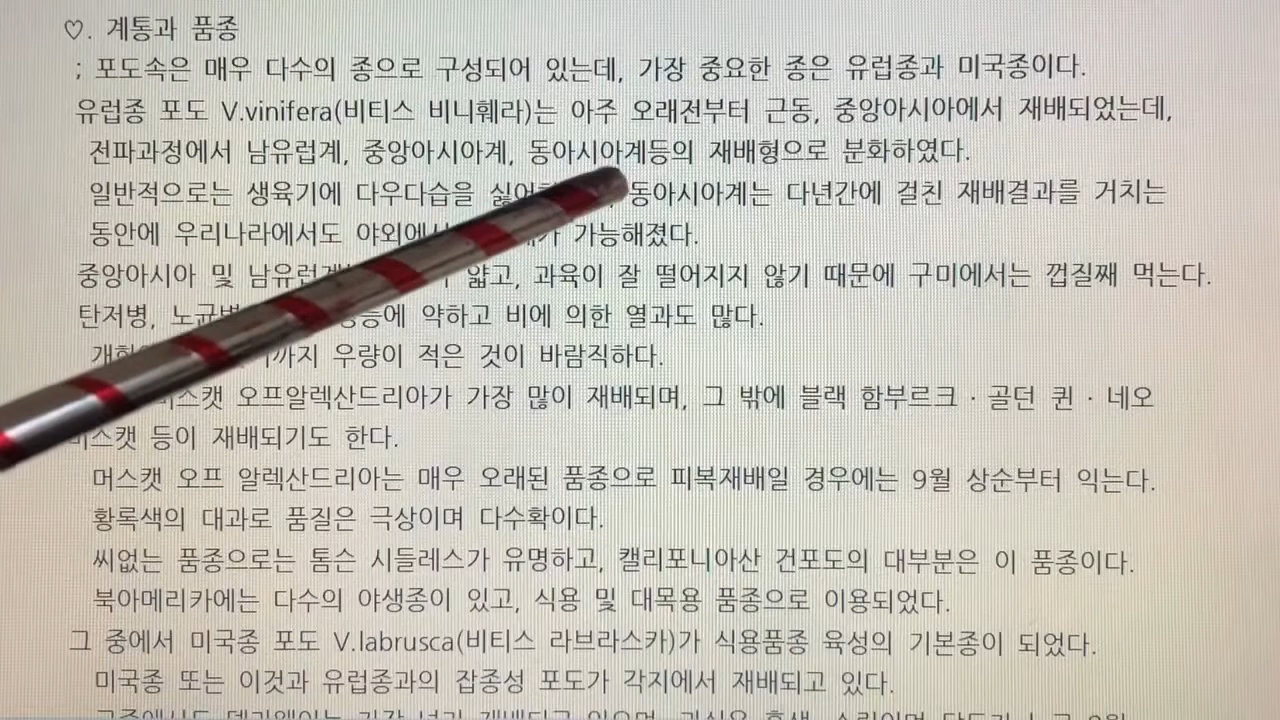 ♡. 계통과 품종
; 포도속은 매우 다수의 종으로 구성되어 있는데, 가장 중요한 종은 유럽종과 미국종이다.
유럽종 포도 V.vinifera(비티스 비니훼라)는 아주 오래전부터 근동, 중앙아시아에서 재배되었는데,
전파과정에서 남유럽계, 중앙아시아계, 동아시아계등의 재배형으로 분화하였다.
일반적으로는 생육기에 다우다습을 동아시아계는 다년간에 걸친 재배결과를 거치는
동안에 우리나라에서도 가능해졌다.
중앙아시아 및 얇고, 과육이 잘 떨어지지 않기 때문에 구미에서는 껍질째 먹는다.
탄저병, 약하고 비에 의한 열과도 많다.
우량이 적은 것이 바람직하다.
오프알렉산드리아가 가장 많이 재배되며, 그 밖에 블랙 함부르크 · 골던 퀸 · 네오
머스캣 등이 재배되기도 한다.
머스캣 오프 알렉산드리아는 매우 오래된 품종으로 피복재배일 경우에는 9월 상순부터 익는다.
황록색의 대과로 품질은 극상이며 다수확이다.
씨없는 품종으로는 톰슨 시들레스가 유명하고, 캘리포니아산 건포도의 대부분은 이 품종이다.
북아메리카에는 다수의 야생종이 있고, 식용 및 대목용 품종으로 이용되었다.
그 중에서 미국종 포도 V.labrusca(비티스 라브라스카)가 식용품종 육성의 기본종이 되었다.
미국종 또는 이것과 유럽종과의 잡종성 포도가 각지에서 재배되고 있다.